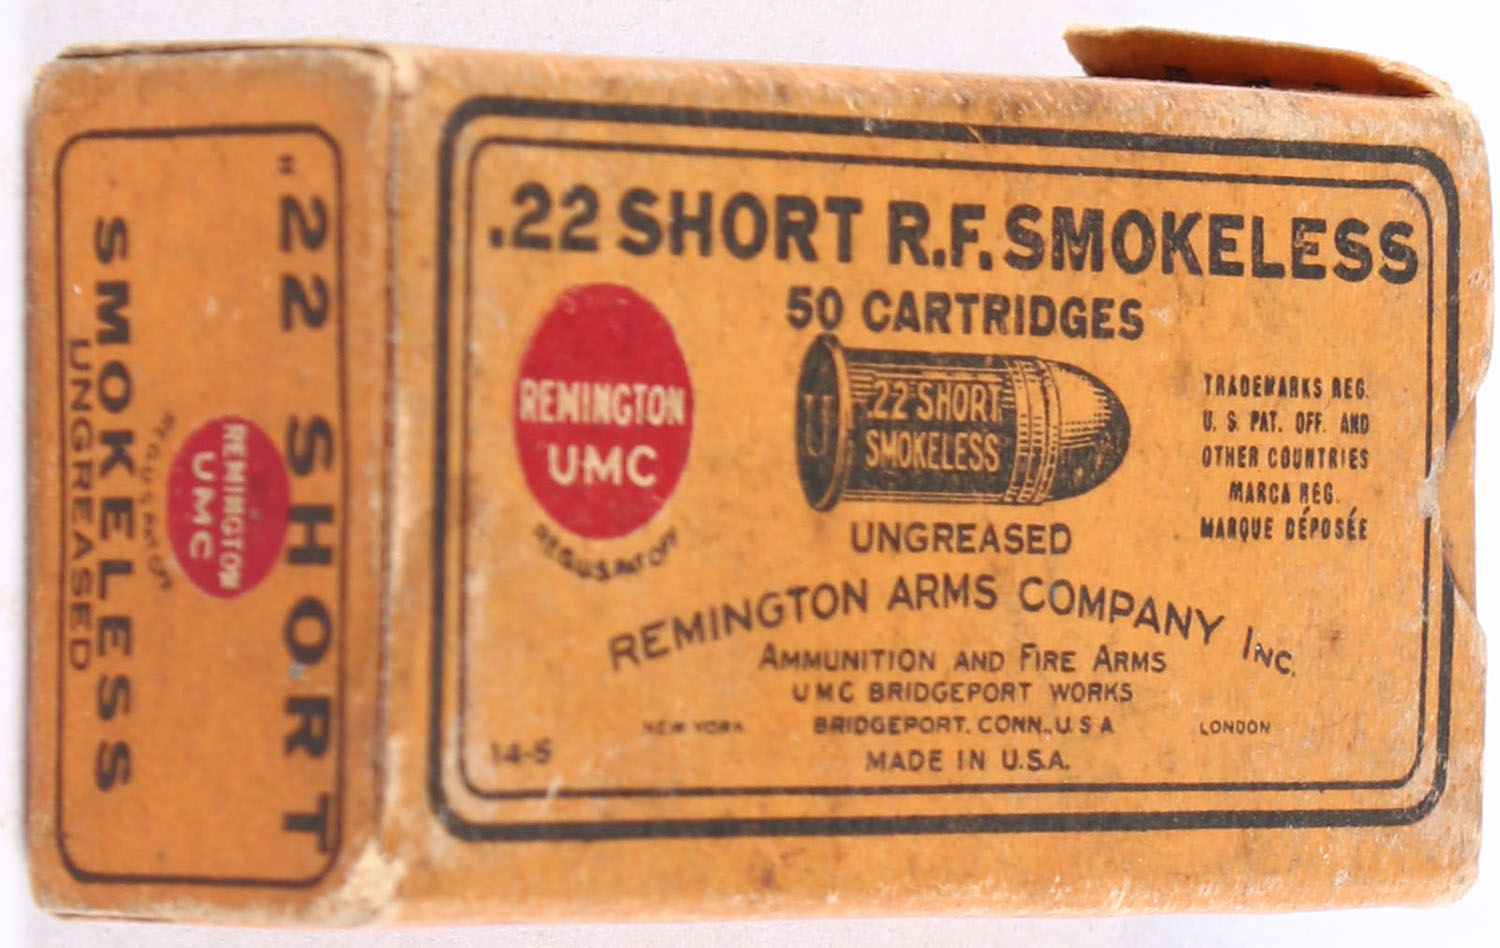 .22 SHORT R.F. SMOKELESS
50 CARTRIDGES
REMINGTON
UMC
REG.U.S.PAT.OFF.
U
.22 SHORT
SMOKELESS
UNGREASED
TRADEMARKS REG.
U. S. PAT. OFF. AND
OTHER COUNTRIES
MARCA REG.
MARQUE DÉPOSÉE
REMINGTON ARMS COMPANY INC.
AMMUNITION AND FIRE ARMS
UMC BRIDGEPORT WORKS
NEW YORK BRIDGEPORT, CONN., U.S.A LONDON
MADE IN U.S.A.
14-S
.22 SHORT
REMINGTON
UMC
SMOKELESS
UNGREASED